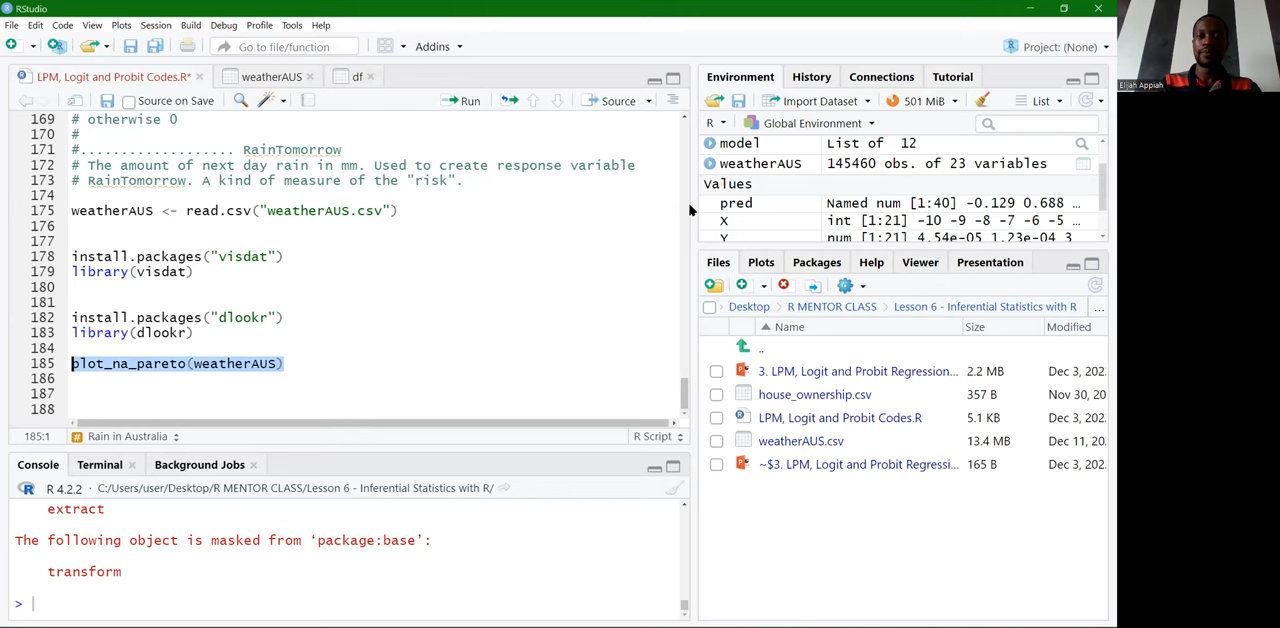 RStudio
File Edit Code View Plots Session Build Debug Profile Tools Help
Go to file/function Addins Project: (None)
LPM, Logit and Probit Codes.R* weatherAUS df
Source on Save Run Source
169 # otherwise 0
170 #
171 #.................. RainTomorrow
172 # The amount of next day rain in mm. Used to create response variable
173 # RainTomorrow. A kind of measure of the "risk".
174
175 weatherAUS <- read.csv("weatherAUS.csv")
176
177
178 install.packages("visdat")
179 library(visdat)
180
181
182 install.packages("dlookr")
183 library(dlookr)
184
185 plot_na_pareto(weatherAUS)
186
187
188
185:1 # Rain in Australia R Script
Console Terminal Background Jobs
R 4.2.2 · C:/Users/user/Desktop/R MENTOR CLASS/Lesson 6 - Inferential Statistics with R/
extract
The following object is masked from ‘package:base’:
transform
>
Environment History Connections Tutorial
Import Dataset 501 MiB List
R Global Environment
model List of 12
weatherAUS 145460 obs. of 23 variables
Values
pred Named num [1:40] -0.129 0.688 ...
X int [1:21] -10 -9 -8 -7 -6 -5 ...
Y num [1:21] 4.54e-05 1.23e-04 3
Files Plots Packages Help Viewer Presentation
Desktop R MENTOR CLASS Lesson 6 - Inferential Statistics with R ...
Name Size Modified
..
3. LPM, Logit and Probit Regression... 2.2 MB Dec 3, 202
house_ownership.csv 357 B Nov 30, 20
LPM, Logit and Probit Codes.R 5.1 KB Dec 3, 202
weatherAUS.csv 13.4 MB Dec 11, 20
~$3. LPM, Logit and Probit Regressi... 165 B Dec 3, 202
Elijah Appiah